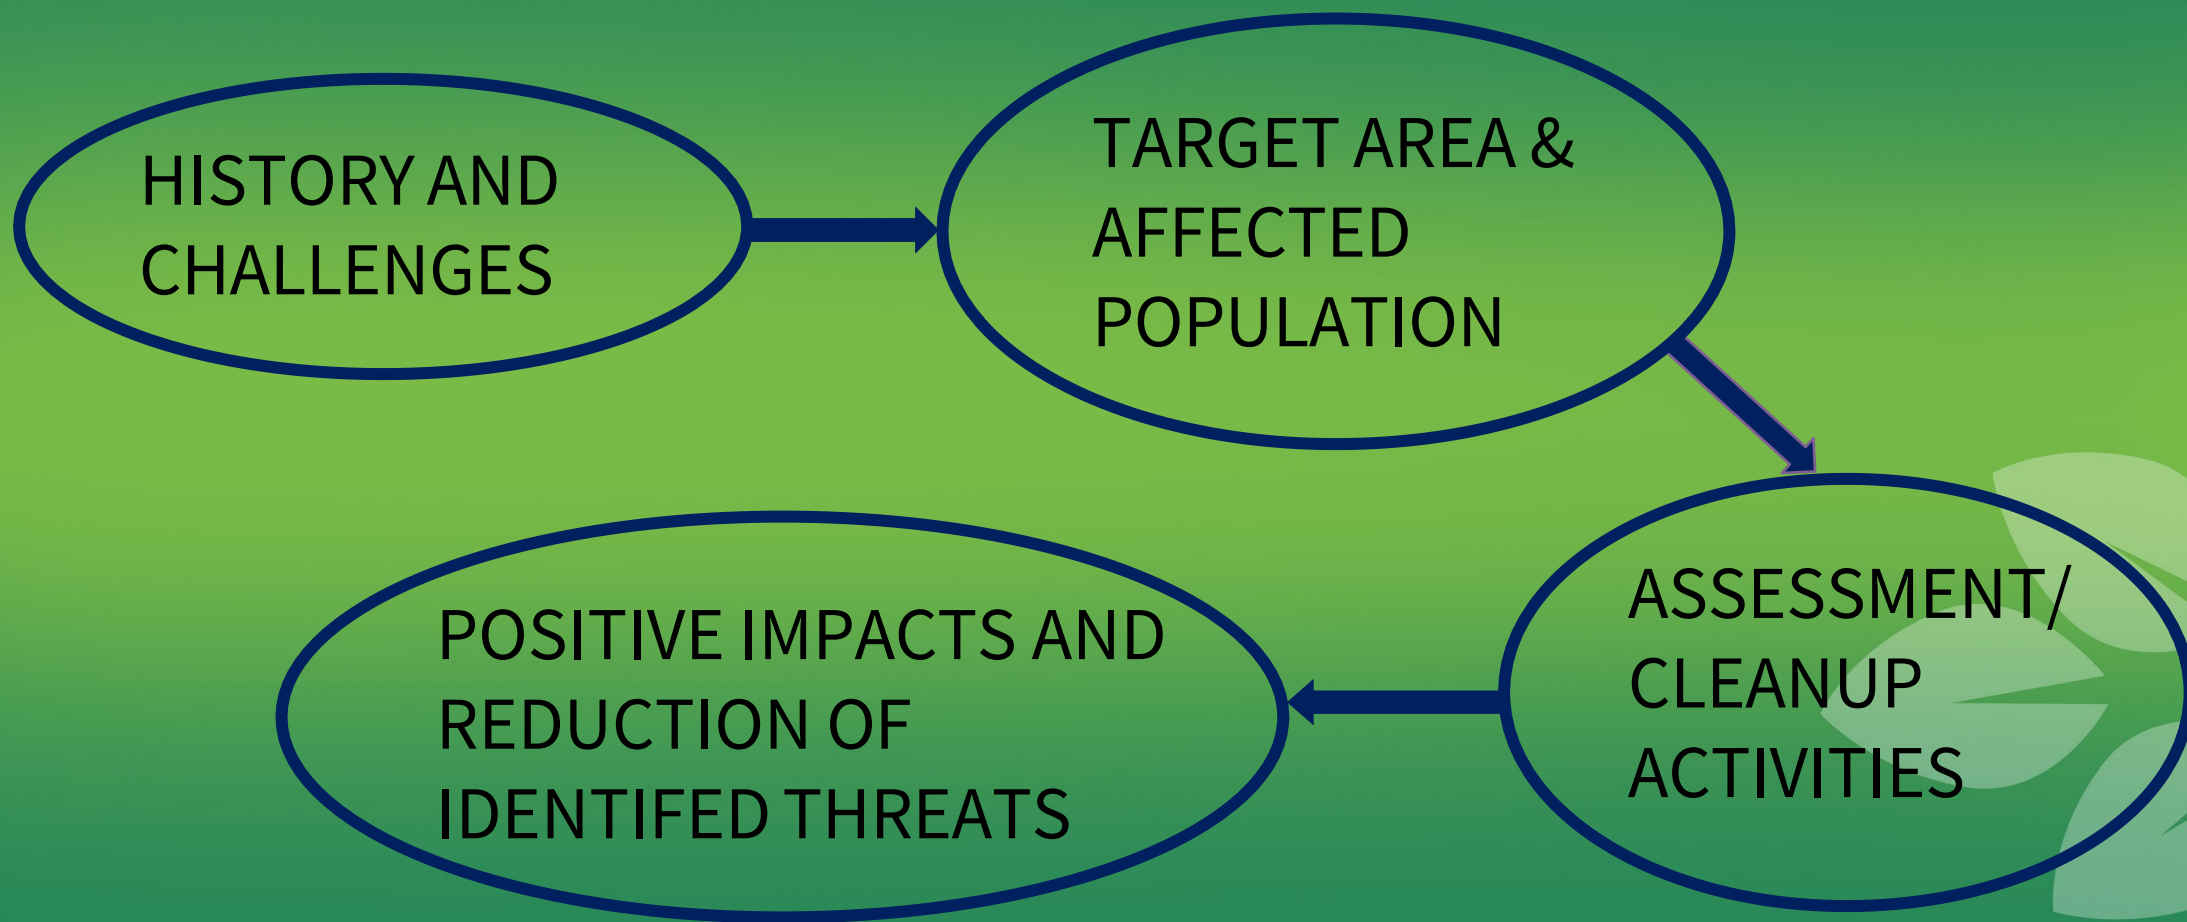 HISTORY AND
CHALLENGES
TARGET AREA &
AFFECTED
POPULATION
ASSESSMENT/
CLEANUP
ACTIVITIES
POSITIVE IMPACTS AND
REDUCTION OF
IDENTIFED THREATS